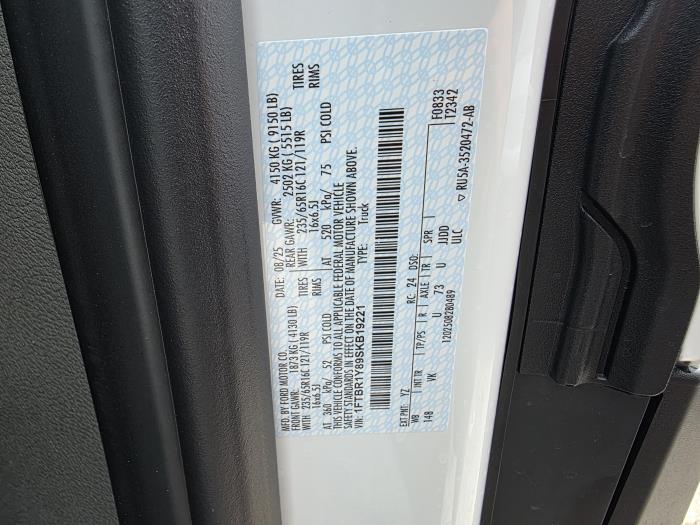 MFG. BY FORD MOTOR CO. DATE: 08/25 GVWR: 4150 KG ( 9150 LB)
FRONT GAWR: 1873 KG ( 4130 LB) REAR GAWR: 2502 KG ( 5515 LB)
WITH 235/65R16C 121/119R TIRES WITH 235/65R16C 121/119R TIRES
16x6.5J RIMS 16x6.5J RIMS
AT 360 kPa/ 52 PSI COLD AT 520 kPa/ 75 PSI COLD
THIS VEHICLE CONFORMS TO ALL APPLICABLE FEDERAL MOTOR VEHICLE
SAFETY STANDARDS IN EFFECT ON THE DATE OF MANUFACTURE SHOWN ABOVE.
VIN: 1FTBR1Y89SKB19221 TYPE: Truck
EXT PNT: YZ RC: 24 DSO: F0833
WB INT TR TP/PS R AXLE TR SPR T2342
148 VK U 73 U JJDD
ULC
1202508280489 RU5A-3520472-AB